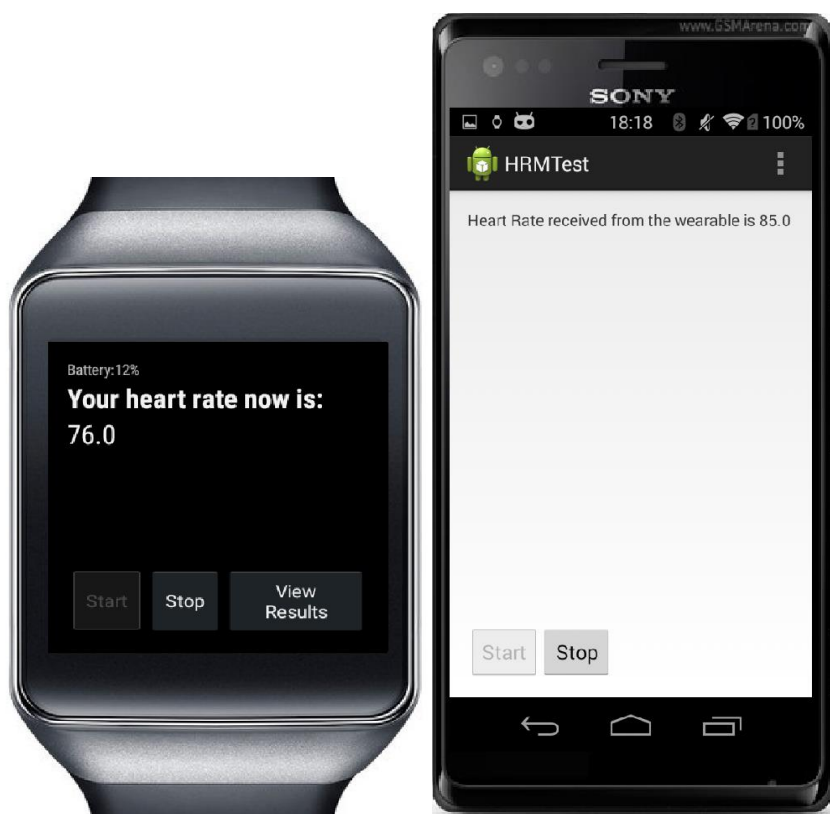 Battery:12%
Your heart rate now is:
76.0
Start
Stop
View
Results
www.GSMArena.com
SONY
18:18
100%
HRMTest
Heart Rate received from the wearable is 85.0
Start
Stop